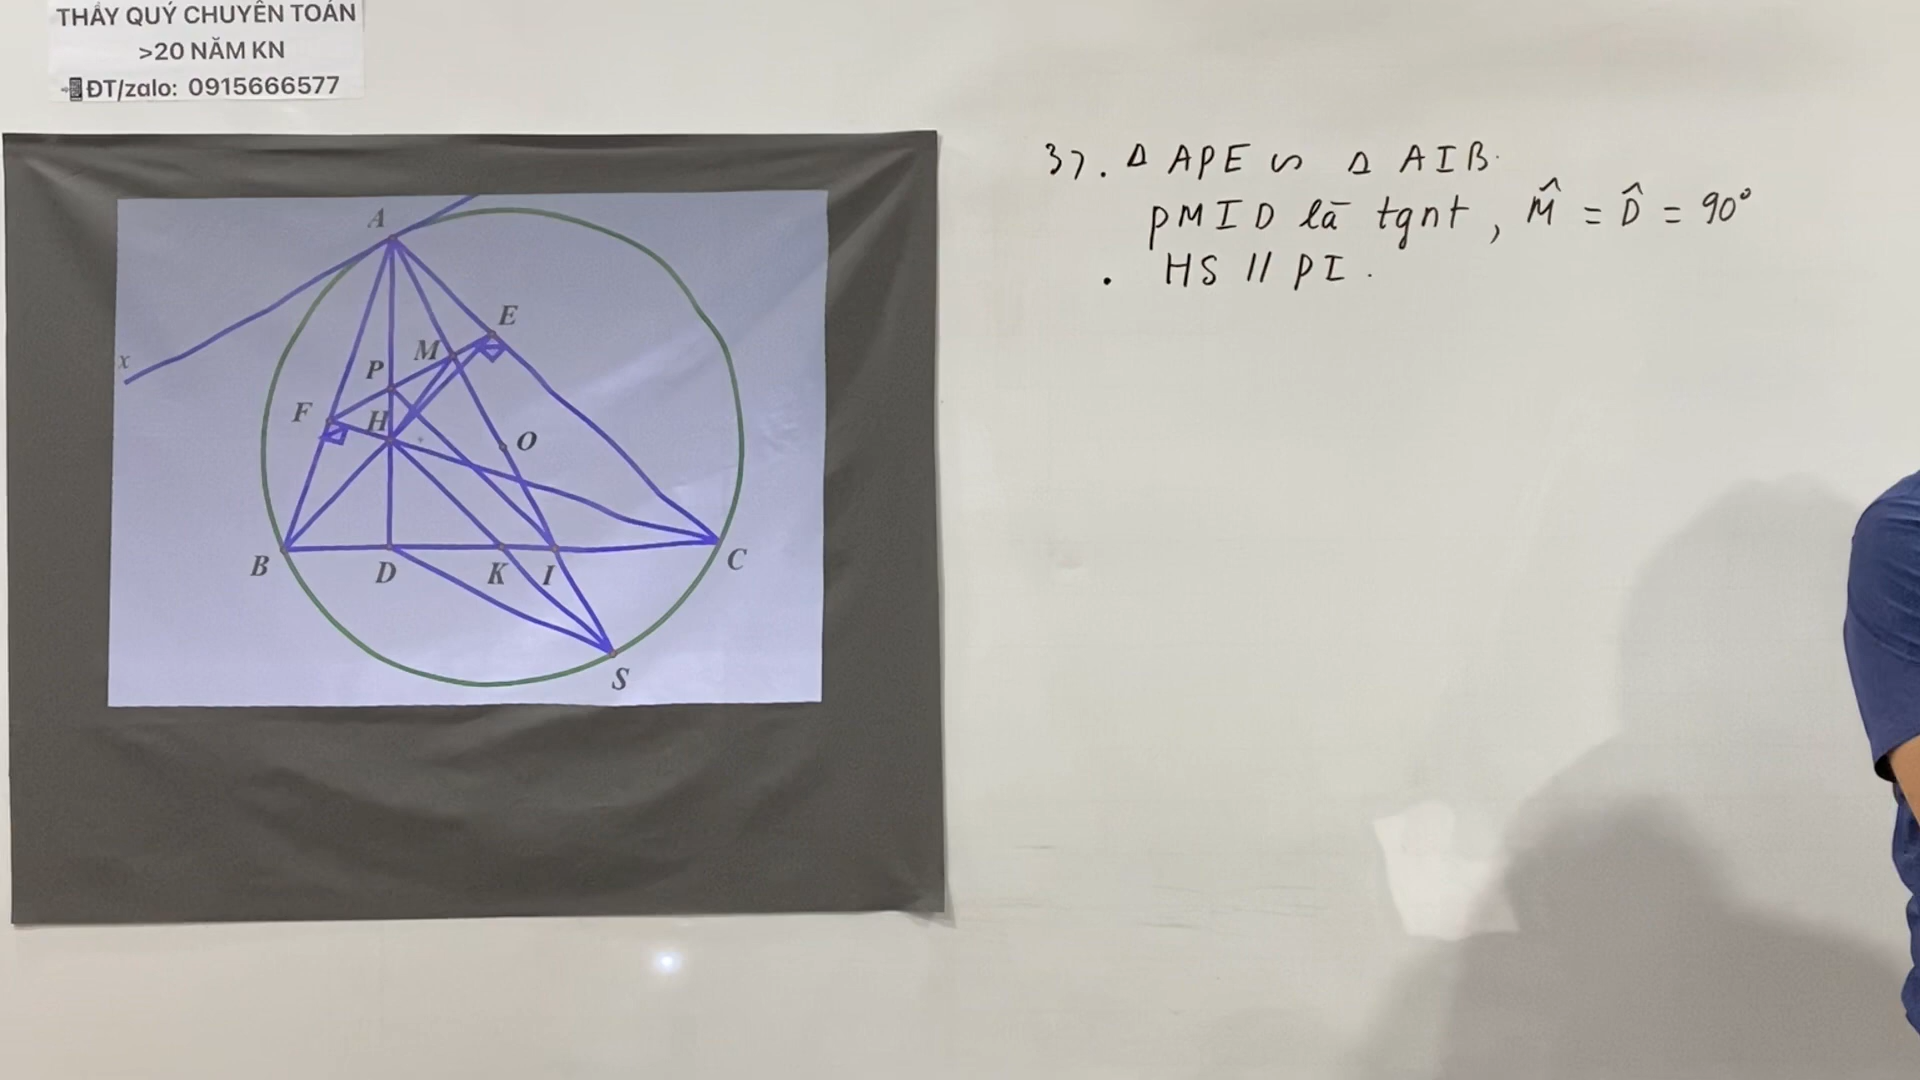 THẦY QUÝ CHUYÊN TOÁN
>20 NĂM KN
📲ĐT/zalo: 0915666577
37. Δ APE ∽ Δ AIB.
PMID là tgnt, M̂ = D̂ = 90°
. HS // PI.
A
x
E
M
P
F
H
O
B
D
K
I
C
S